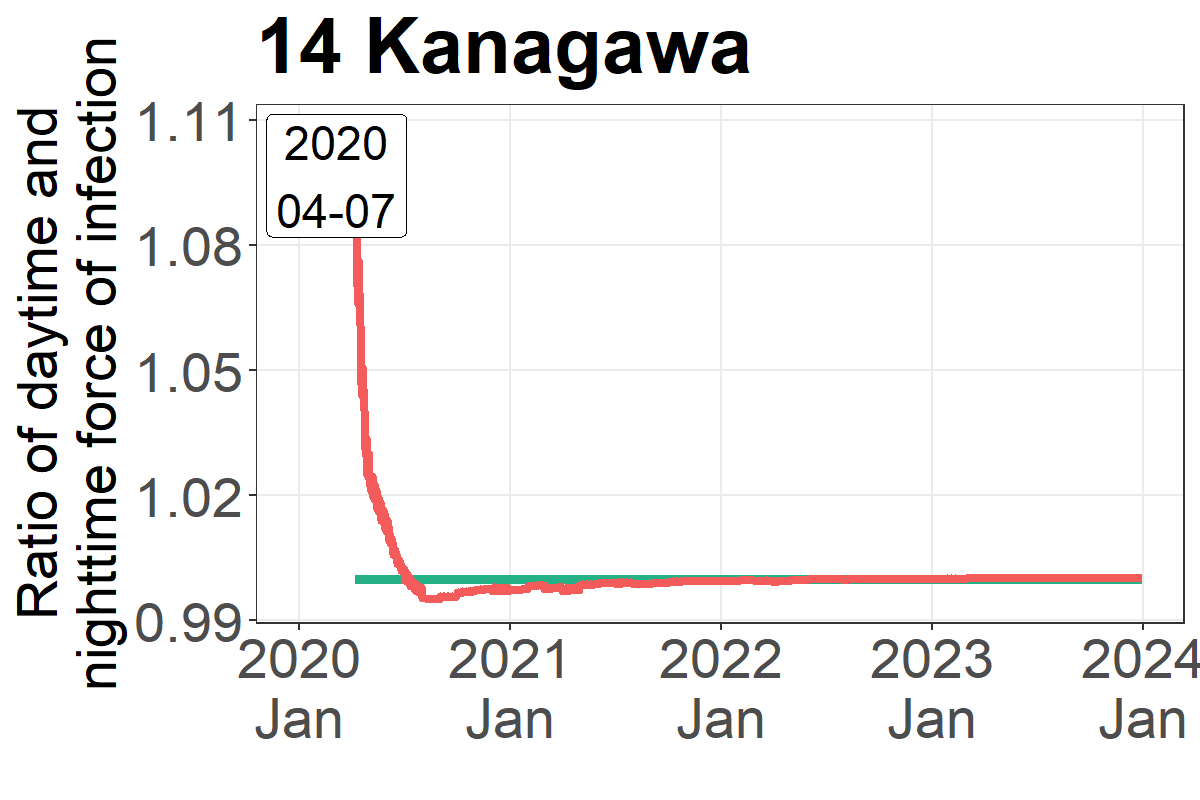 14 Kanagawa
Ratio of daytime and
nighttime force of infection
1.11
1.08
1.05
1.02
0.99
2020
04-07
2020
Jan
2021
Jan
2022
Jan
2023
Jan
2024
Jan